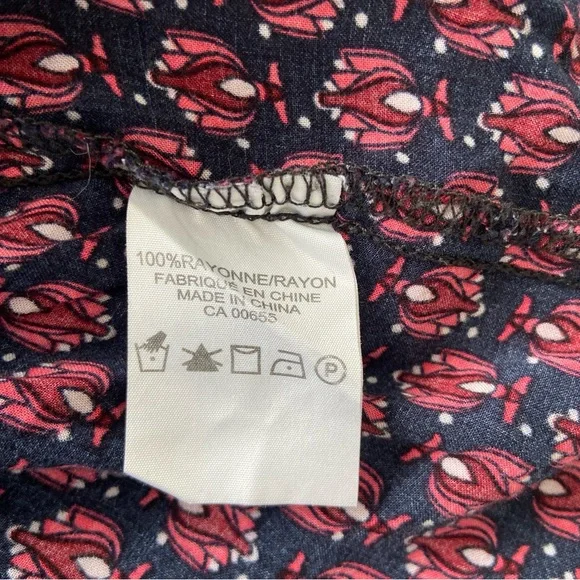 100%RAYONNE/RAYON
FABRIQUE EN CHINE
MADE IN CHINA
CA 00655
P